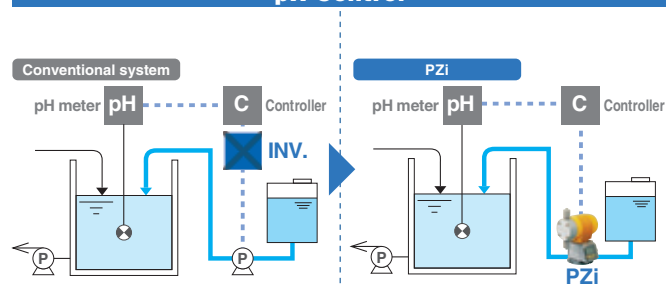 Conventional system
pH meter pH C Controller
INV.
P
P
PZi
pH meter pH C Controller
P
PZi